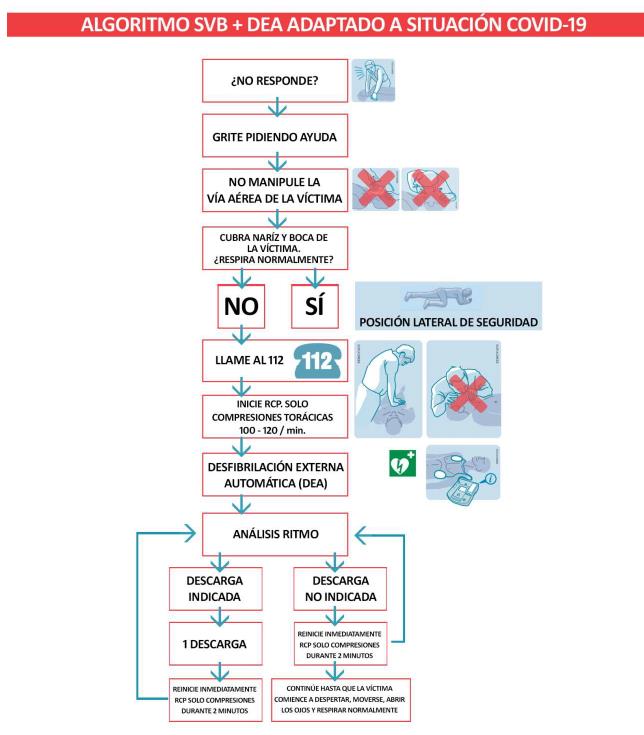 ALGORITMO SVB + DEA ADAPTADO A SITUACIÓN COVID-19
¿NO RESPONDE?
GRITE PIDIENDO AYUDA
NO MANIPULE LA
VÍA AÉREA DE LA VÍCTIMA
CUBRA NARÍZ Y BOCA DE
LA VÍCTIMA.
¿RESPIRA NORMALMENTE?
NO
SÍ
POSICIÓN LATERAL DE SEGURIDAD
LLAME AL 112
112
INICIE RCP. SOLO
COMPRESIONES TORÁCICAS
100 - 120 / min.
DESFIBRILACIÓN EXTERNA
AUTOMÁTICA (DEA)
ANÁLISIS RITMO
DESCARGA
INDICADA
DESCARGA
NO INDICADA
1 DESCARGA
REINICIE INMEDIATAMENTE
RCP SOLO COMPRESIONES
DURANTE 2 MINUTOS
REINICIE INMEDIATAMENTE
RCP SOLO COMPRESIONES
DURANTE 2 MINUTOS
CONTINÚE HASTA QUE LA VÍCTIMA
COMIENCE A DESPERTAR, MOVERSE, ABRIR
LOS OJOS Y RESPIRAR NORMALMENTE